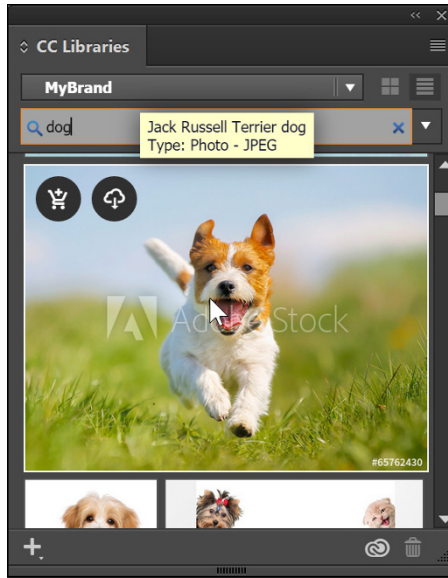 CC Libraries
MyBrand
dog
Jack Russell Terrier dog
Type: Photo - JPEG
Adobe Stock
#65762430